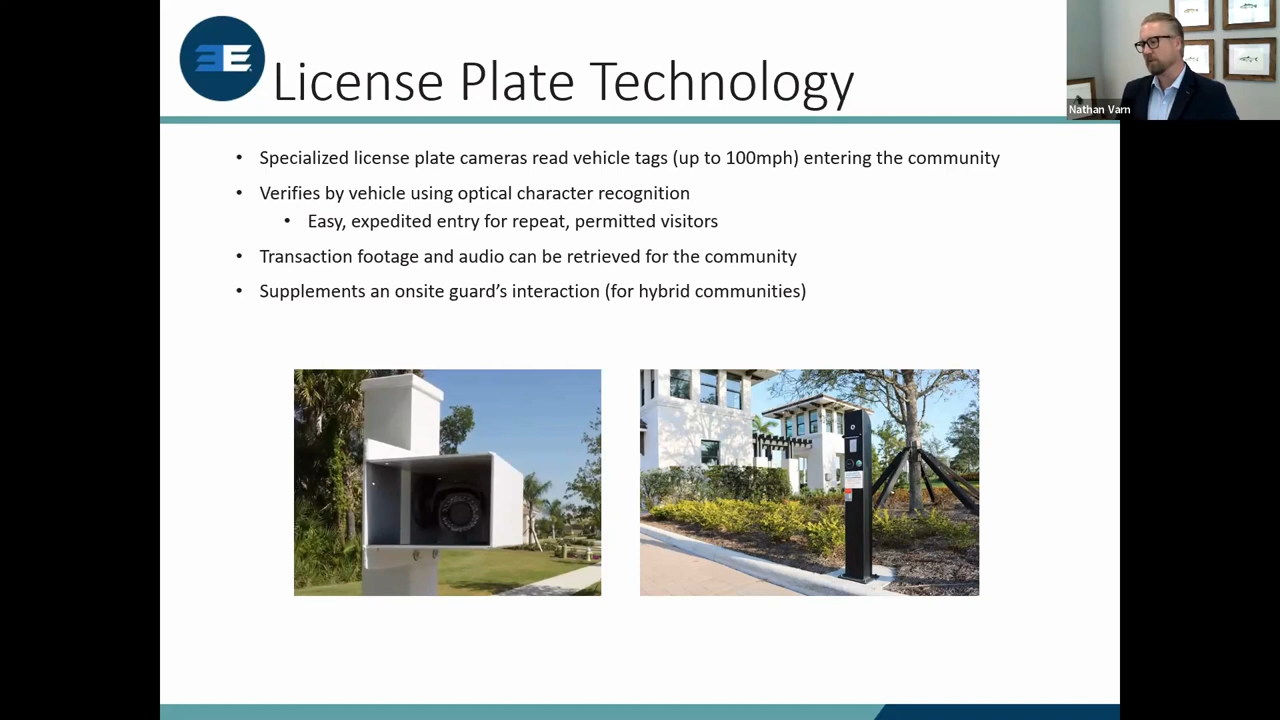 License Plate Technology
Nathan Varn
• Specialized license plate cameras read vehicle tags (up to 100mph) entering the community
• Verifies by vehicle using optical character recognition
• Easy, expedited entry for repeat, permitted visitors
• Transaction footage and audio can be retrieved for the community
• Supplements an onsite guard’s interaction (for hybrid communities)